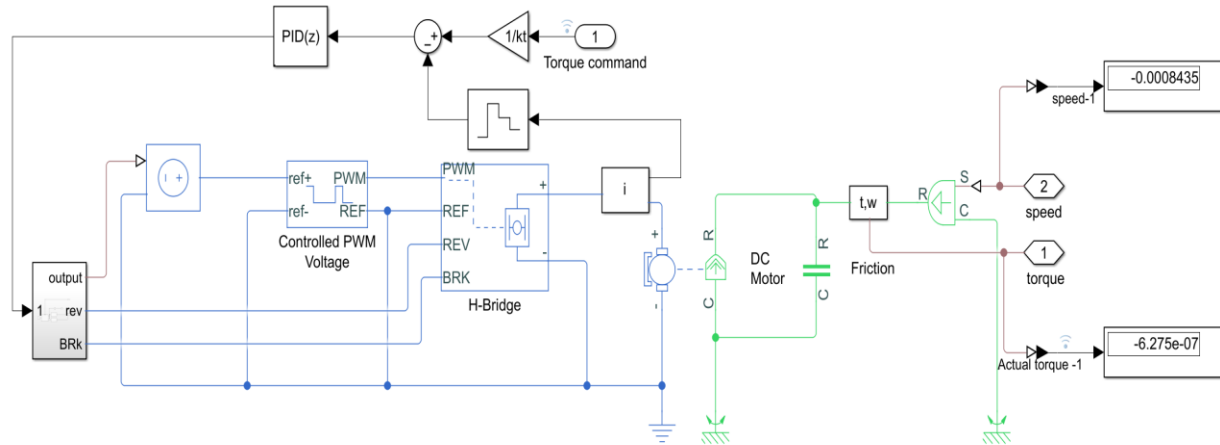 PID(z)
1/kt
1
Torque command
-0.0008435
speed-1
ref+
PWM
PWM
i
t,w
S
R
2
ref-
REF
REF
C
speed
Controlled PWM
Voltage
REV
R
DC
Motor
R
Friction
1
torque
output
BRK
H-Bridge
C
C
1
rev
BRk
Actual torque -1
-6.275e-07